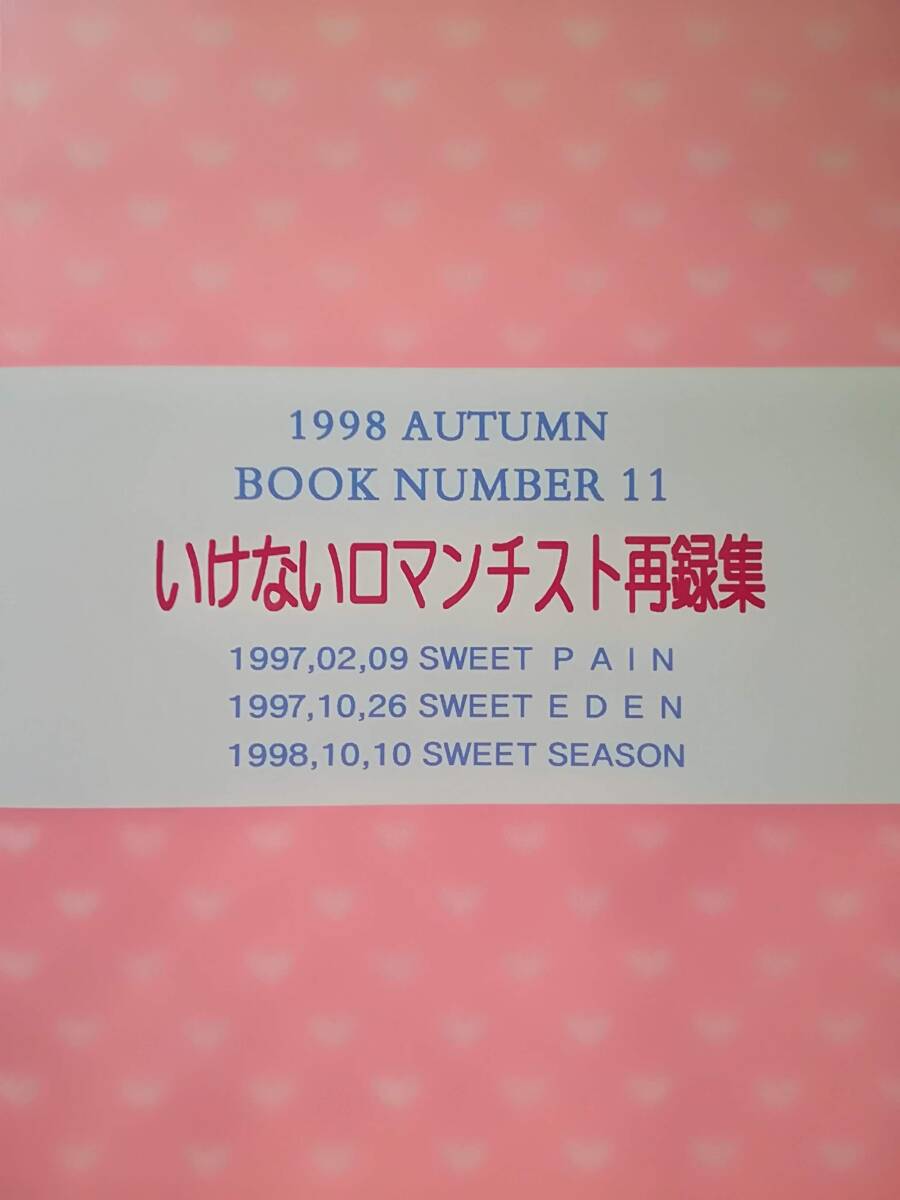 1998 AUTUMN
BOOK NUMBER 11
いけないロマンチスト再録集
1997,02,09 SWEET ＰＡＩＮ
1997,10,26 SWEET ＥＤＥＮ
1998,10,10 SWEET SEASON